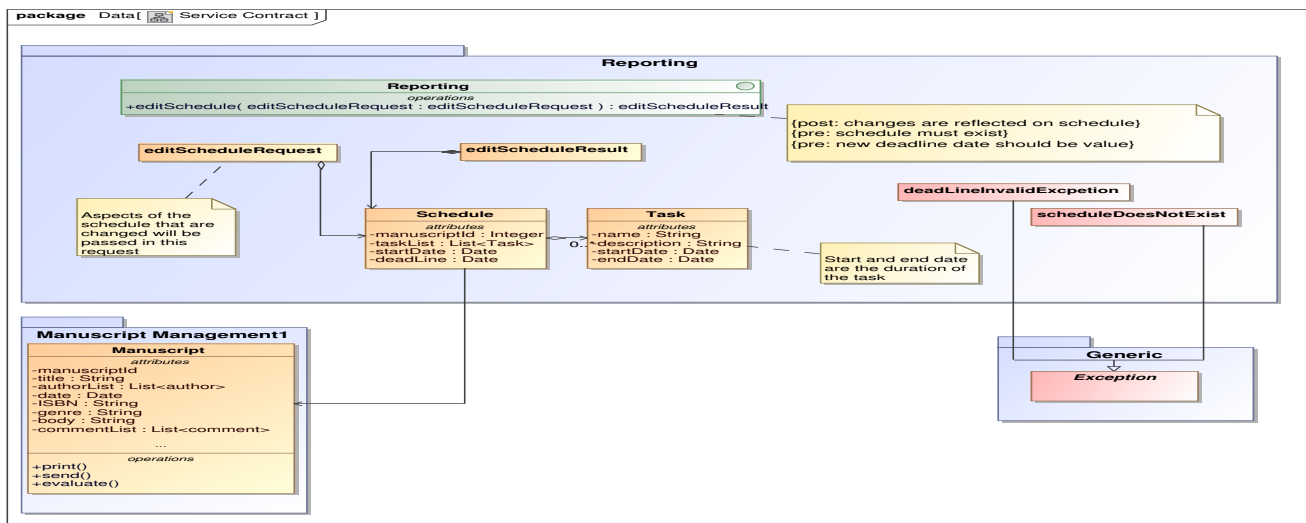 package Data[ Service Contract ]
Reporting
Reporting
operations
+editSchedule( editScheduleRequest : editScheduleRequest ) : editScheduleResult
{post: changes are reflected on schedule}
{pre: schedule must exist}
{pre: new deadline date should be value}
editScheduleRequest
editScheduleResult
deadLineInvalidExcpetion
scheduleDoesNotExist
Aspects of the
schedule that are
changed will be
passed in this
request
Schedule
attributes
-manuscriptId : Integer
-taskList : List<Task>
-startDate : Date
-deadLine : Date
0..*
Task
attributes
-name : String
-description : String
-startDate : Date
-endDate : Date
Start and end date
are the duration of
the task
Manuscript Management1
Manuscript
attributes
-manuscriptId
-title : String
-authorList : List<author>
-date : Date
-ISBN : String
-genre : String
-body : String
-commentList : List<comment>
...
operations
+print()
+send()
+evaluate()
Generic
Exception